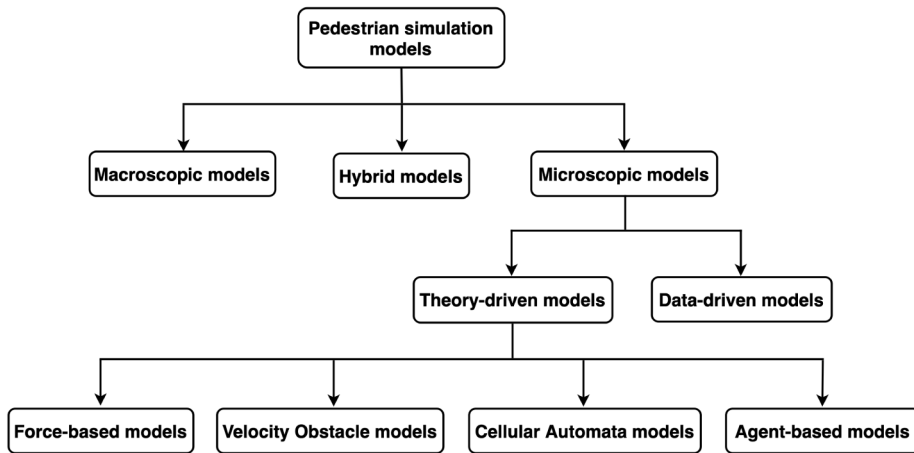 Pedestrian simulation
models
Macroscopic models
Hybrid models
Microscopic models
Theory-driven models
Data-driven models
Force-based models
Velocity Obstacle models
Cellular Automata models
Agent-based models